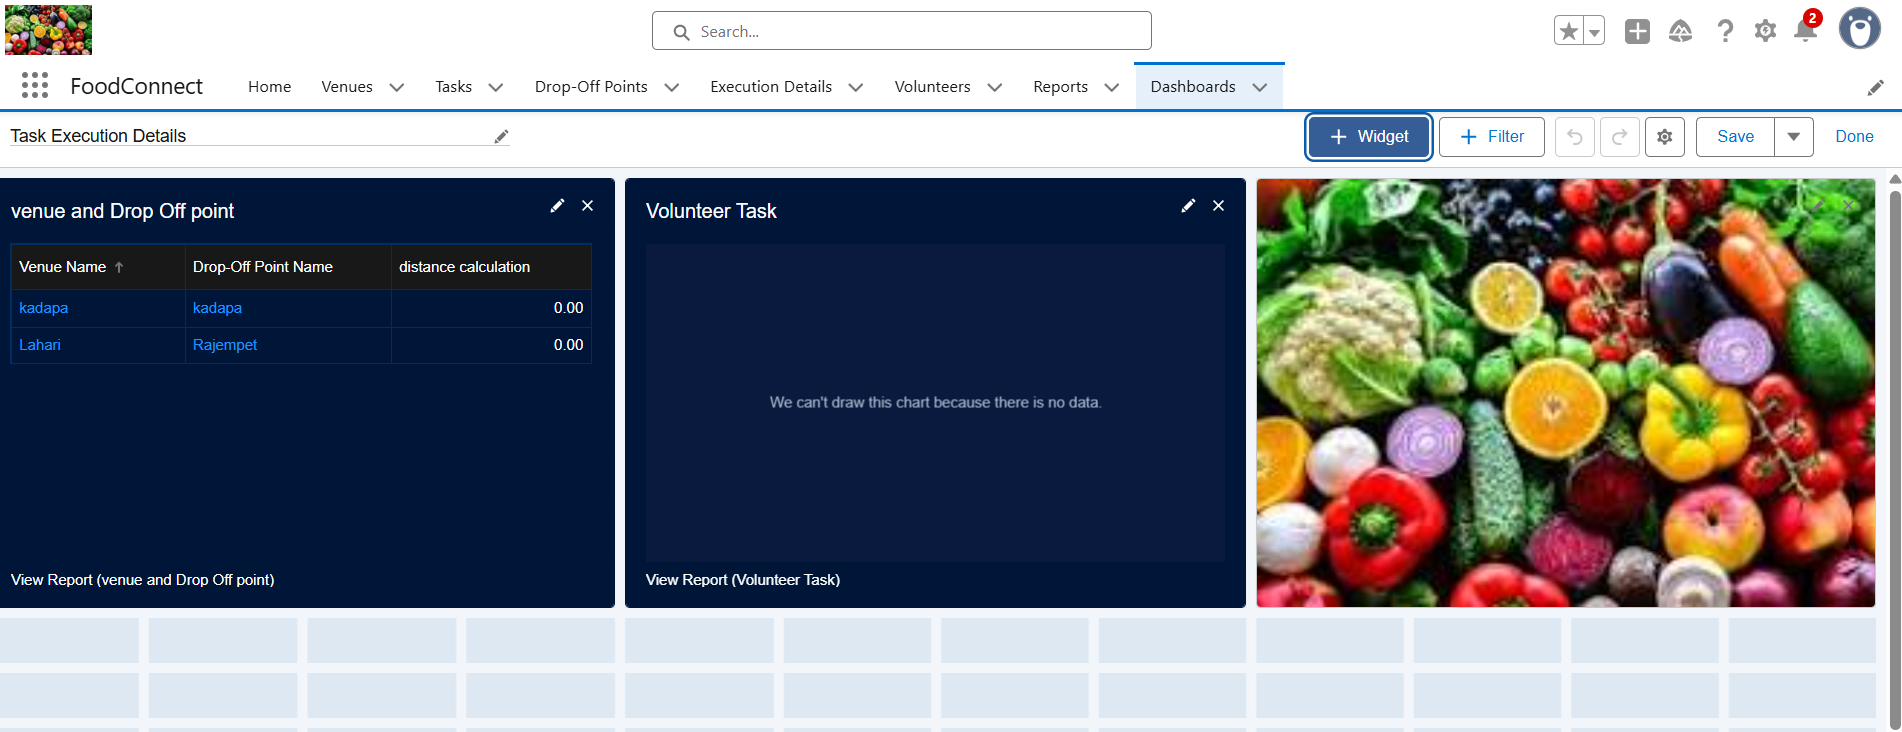 Search...
2
FoodConnect
Home
Venues
Tasks
Drop-Off Points
Execution Details
Volunteers
Reports
Dashboards
Task Execution Details
+ Widget
+ Filter
Save
Done
venue and Drop Off point
Venue Name ↑ Drop-Off Point Name distance calculation
kadapa kadapa 0.00
Lahari Rajempet 0.00
View Report (venue and Drop Off point)
Volunteer Task
We can't draw this chart because there is no data.
View Report (Volunteer Task)